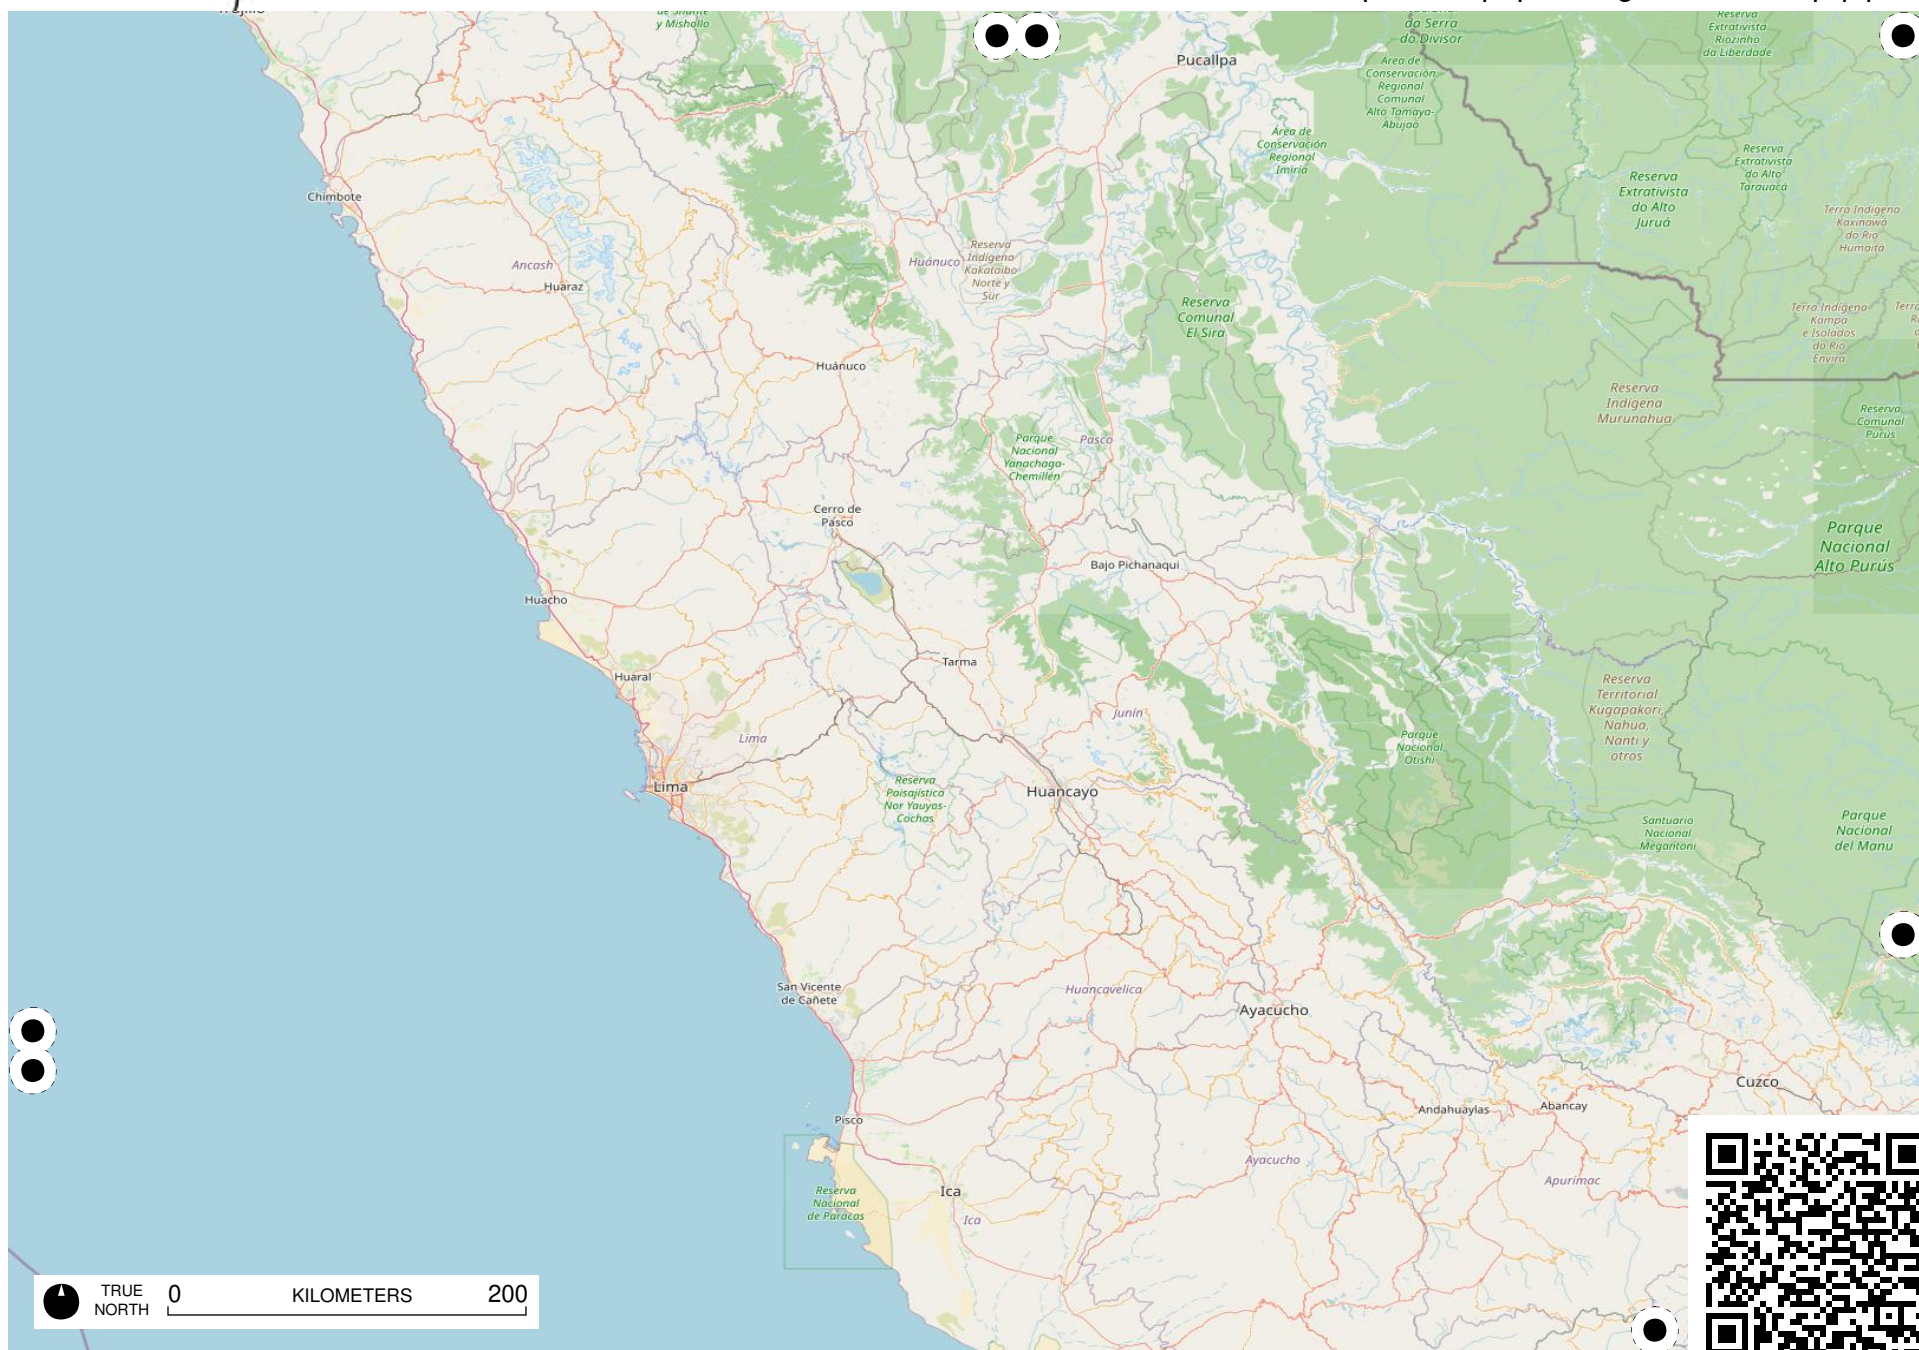 de Shunte
y Mishollo
da Serra
do Divisor
Reserva
Extrativista
Riozinho
da Liberdade
Pucallpa
Área de
Conservación
Regional
Comunal
Alto Tamaya-
Abujao
Área de
Conservación
Regional
Imiria
Reserva
Extrativista
do Alto
Tarauacá
Reserva
Extrativista
do Alto
Juruá
Terra Indígena
Kaxinawá
do Rio
Humaitá
Chimbote
Ancash
Huaraz
Huánuco
Reserva
Indigena
Kakataibo
Norte y
Sur
Reserva
Comunal
El Sira
Terra Indígena
Kampa
e Isolados
do Rio
Envira
Huánuco
Reserva
Indigena
Murunahua
Reserva
Comunal
Purús
Parque
Nacional
Yanachaga-
Chemillén
Pasco
Cerro de
Pasco
Parque
Nacional
Alto Purús
Bajo Pichanaqui
Huacho
Tarma
Huaral
Reserva
Territorial
Kugapakori,
Nahua,
Nanti y
otros
Junín
Lima
Parque
Nacional
Otishi
Lima
Reserva
Paisajística
Nor Yauyos-
Cochas
Huancayo
Santuario
Nacional
Megantoni
Parque
Nacional
del Manu
San Vicente
de Cañete
Huancavelica
Ayacucho
Cuzco
Pisco
Andahuaylas
Abancay
Ayacucho
Apurímac
Reserva
Nacional
de Paracas
Ica
Ica
TRUE
NORTH
0 KILOMETERS 200